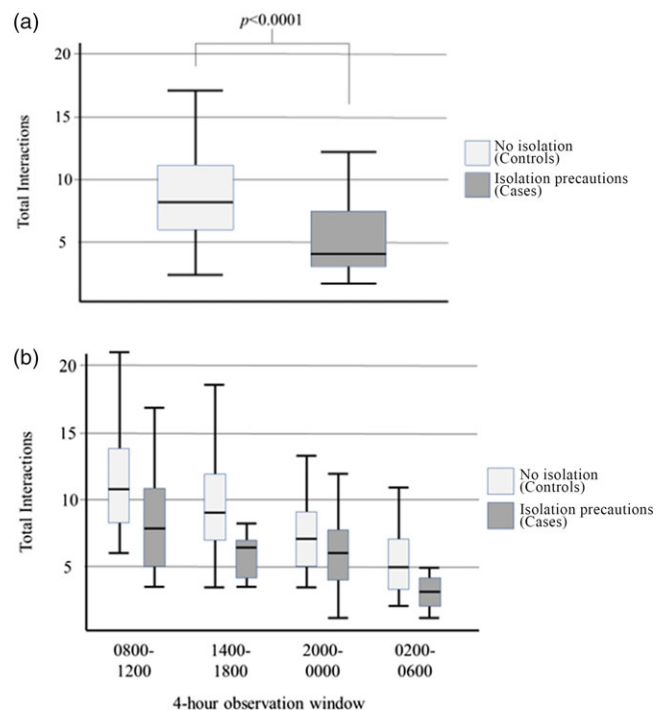 (a)
p<0.0001
20
15
10
5
Total Interactions
No isolation
(Controls)
Isolation precautions
(Cases)
(b)
20
15
10
5
Total Interactions
No isolation
(Controls)
Isolation precautions
(Cases)
0800-
1200
1400-
1800
2000-
0000
0200-
0600
4-hour observation window